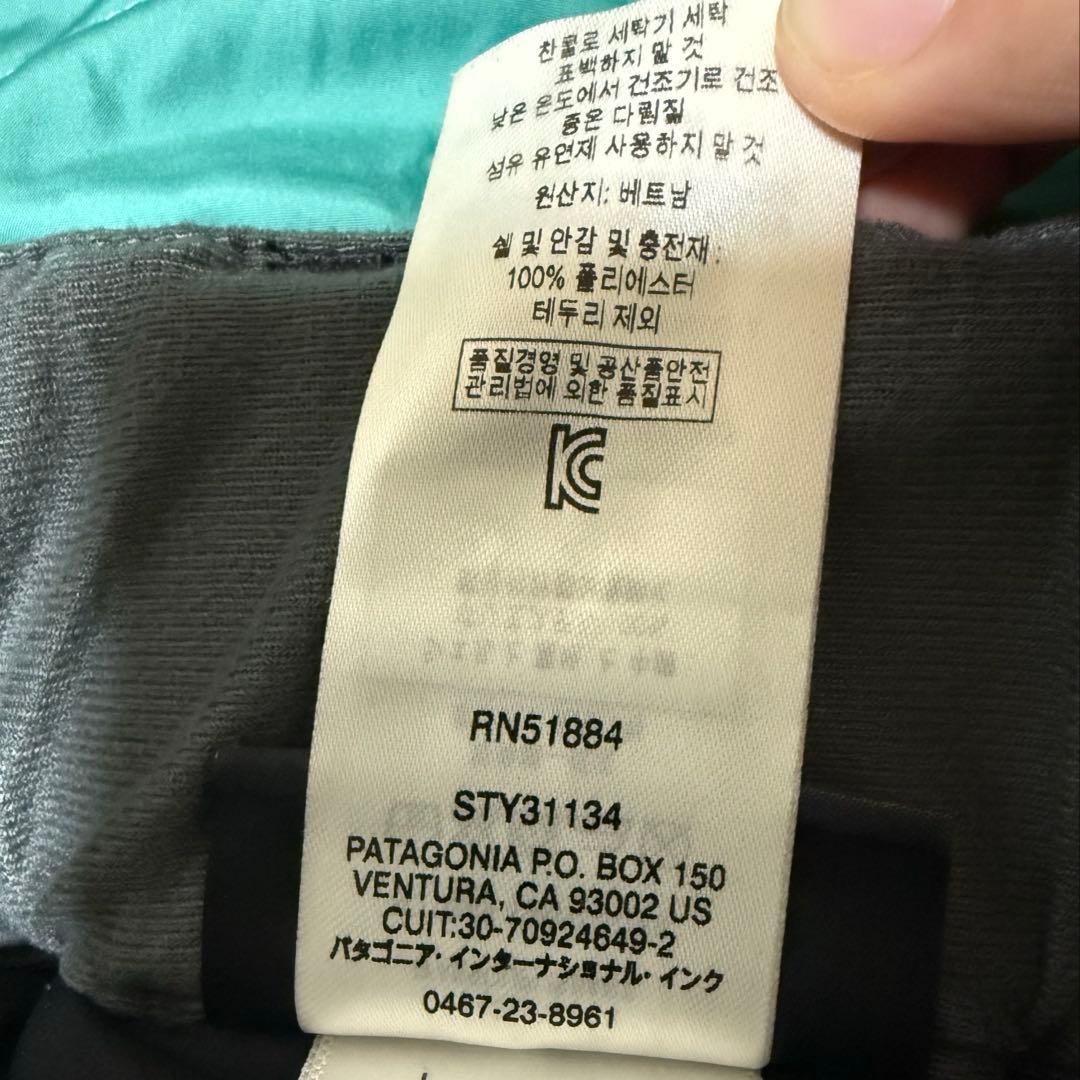 찬물로 세탁기 세탁
표백하지 말 것
낮은 온도에서 건조기로 건조
중온 다림질
섬유 유연제 사용하지 말 것
원산지: 베트남
쉘 및 안감 및 충전재:
100% 폴리에스터
테두리 제외
품질경영 및 공산품안전
관리법에 의한 품질표시
KC
RN51884
STY31134
PATAGONIA P.O. BOX 150
VENTURA, CA 93002 US
CUIT:30-70924649-2
パタゴニア・インターナショナル・インク
0467-23-8961